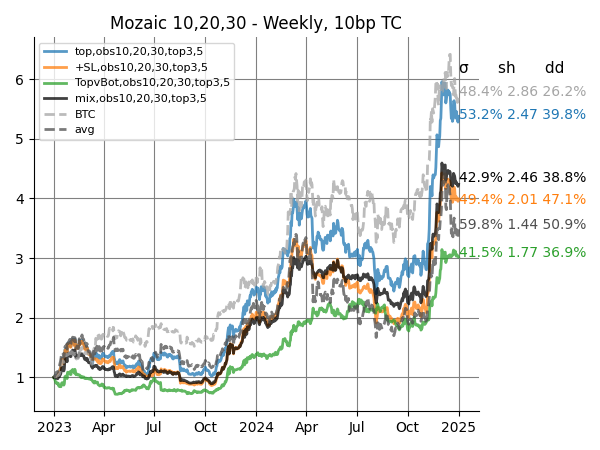 Mozaic 10,20,30 - Weekly, 10bp TC
top,obs10,20,30,top3,5
+SL,obs10,20,30,top3,5
TopvBot,obs10,20,30,top3,5
mix,obs10,20,30,top3,5
BTC
avg
σ sh dd
48.4% 2.86 26.2%
53.2% 2.47 39.8%
42.9% 2.46 38.8%
49.4% 2.01 47.1%
59.8% 1.44 50.9%
41.5% 1.77 36.9%
6
5
4
3
2
1
2023 Apr Jul Oct 2024 Apr Jul Oct 2025